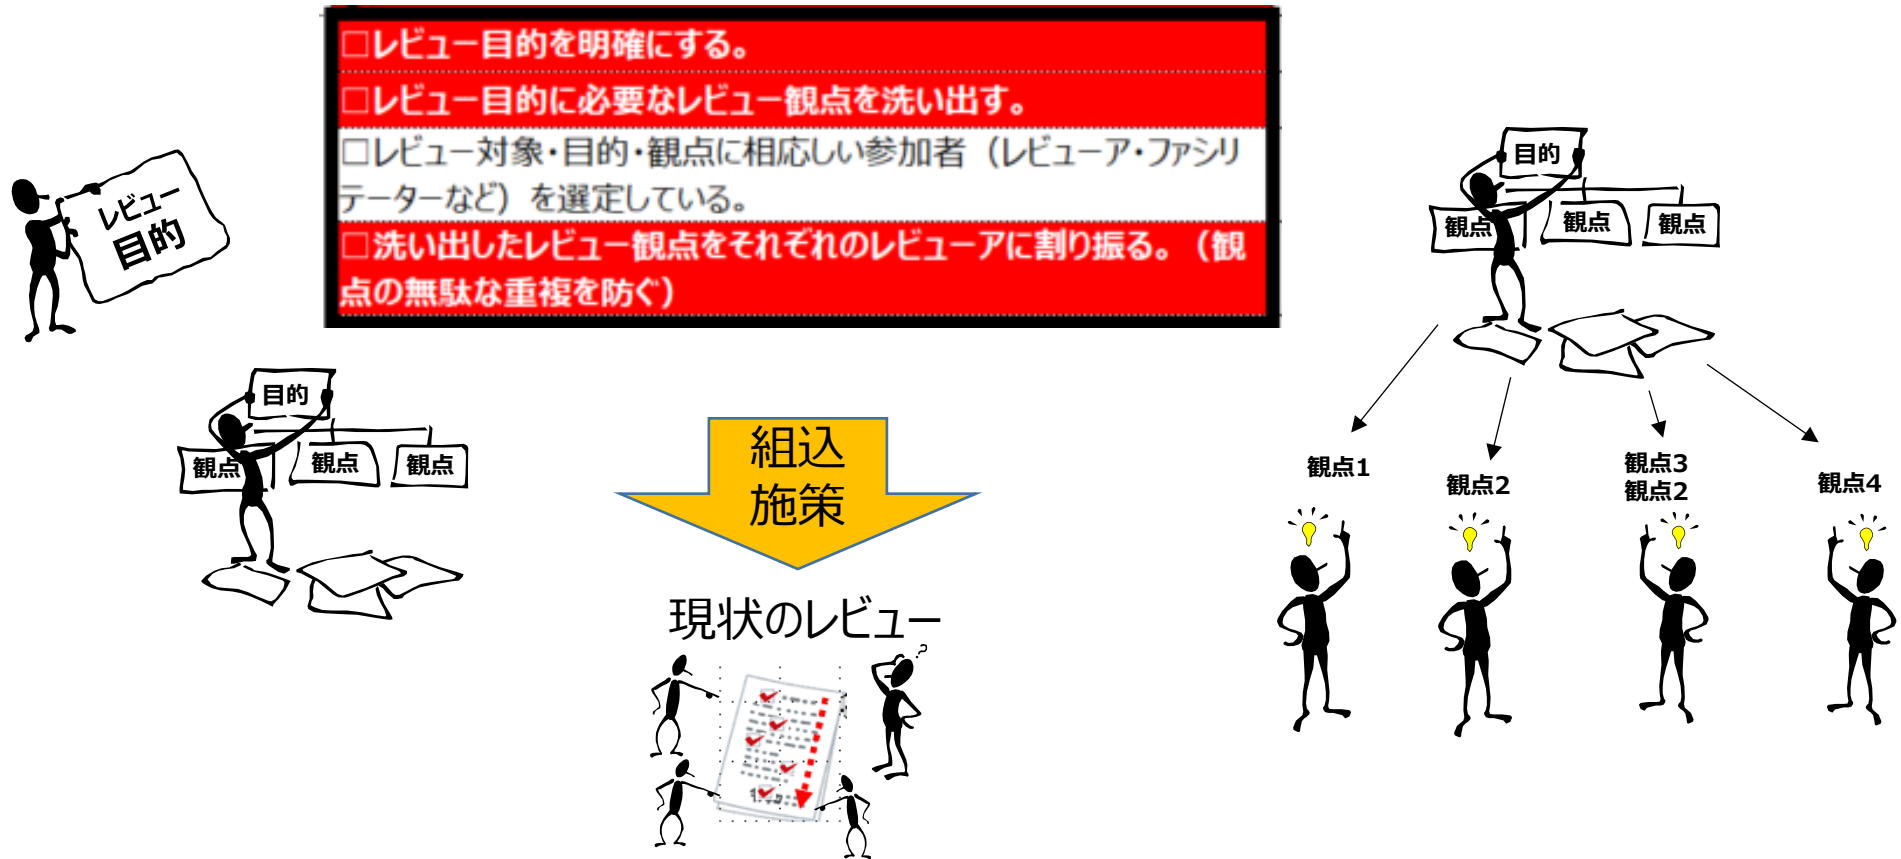 □レビュー目的を明確にする。
□レビュー目的に必要なレビュー観点を洗い出す。
□レビュー対象・目的・観点に相応しい参加者（レビューア・ファシリ
テーターなど）を選定している。
□洗い出したレビュー観点をそれぞれのレビューアに割り振る。（観
点の無駄な重複を防ぐ）
レビュー
目的
目的
観点
観点
観点
組込
施策
現状のレビュー
?
目的
観点
観点
観点
観点1
観点2
観点3
観点2
観点4